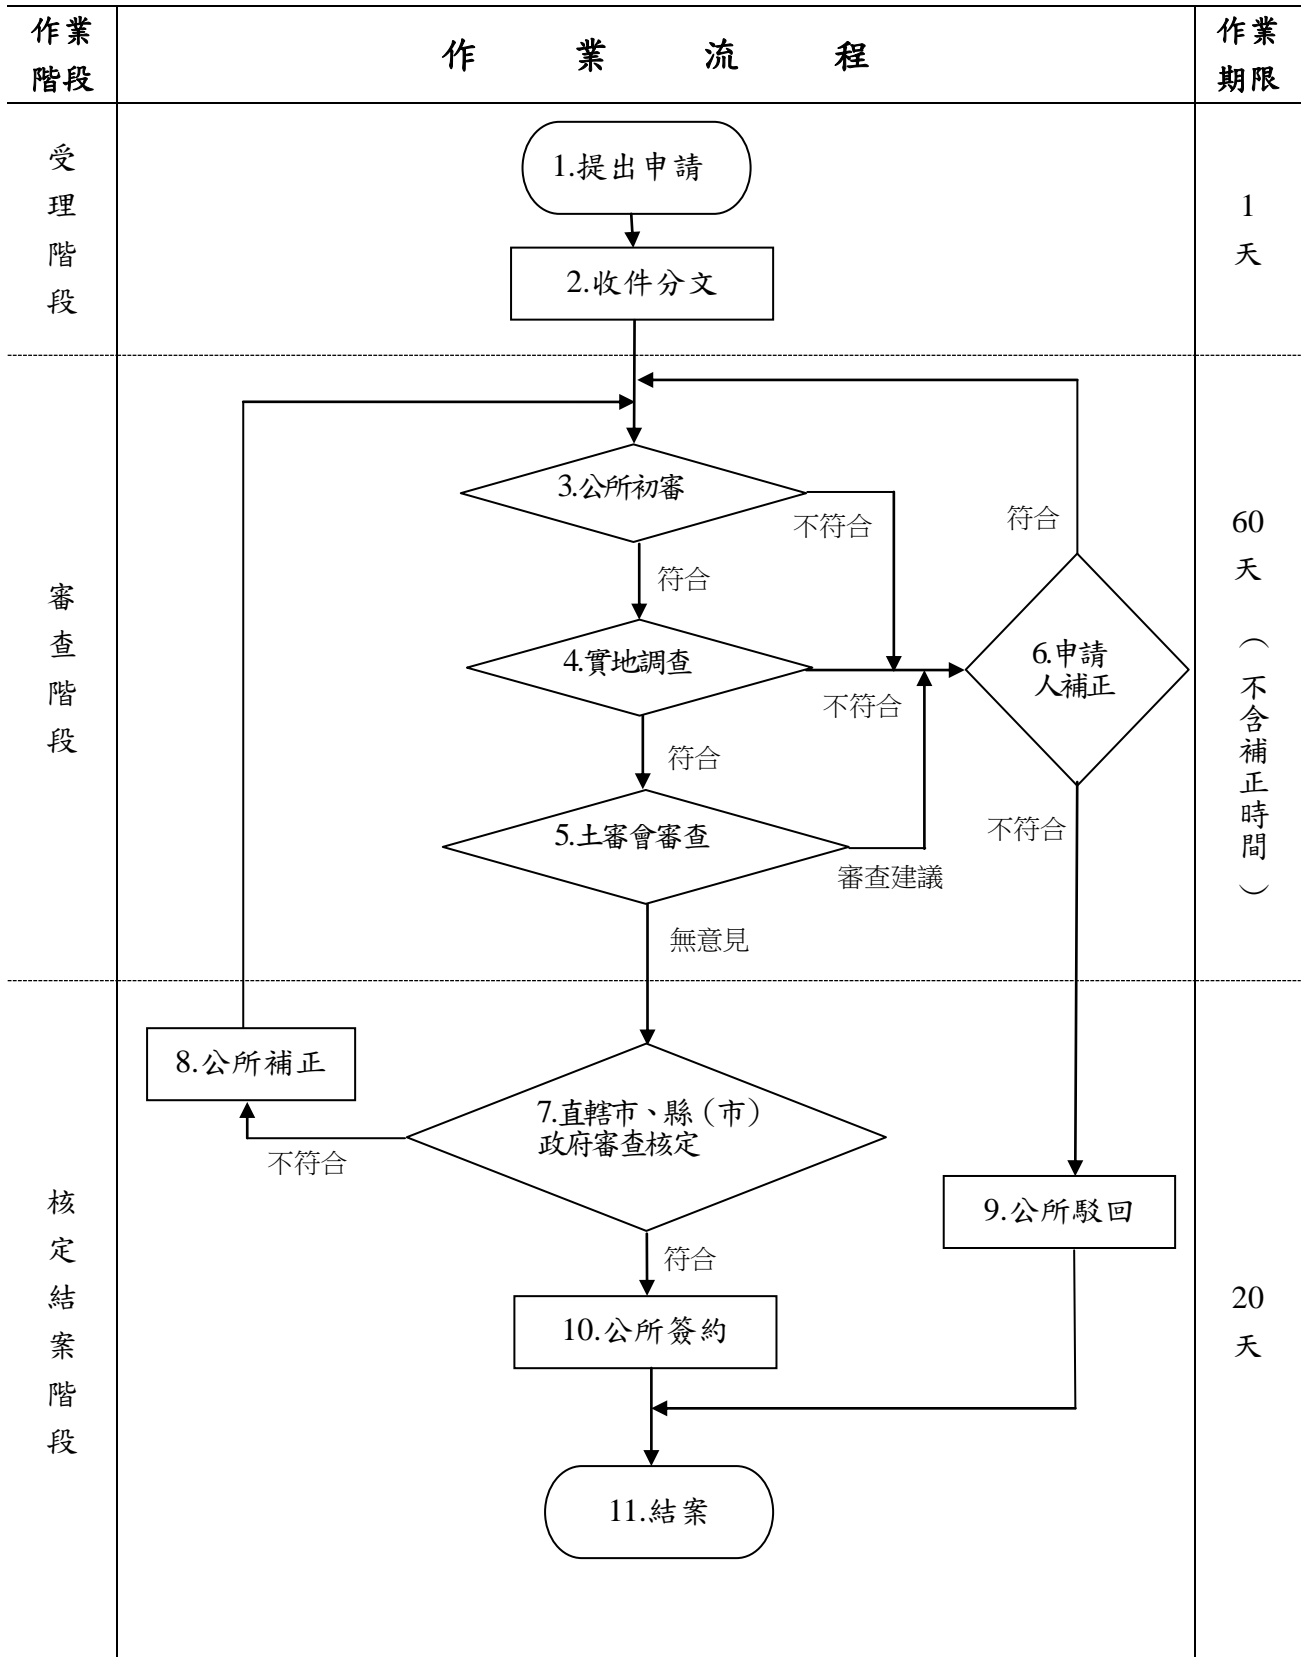 作業
階段
作業流程
作業
期限
受理階段
1.提出申請
2.收件分文
1
天
審查階段
3.公所初審
不符合
符合
符合
4.實地調查
不符合
6.申請
人補正
符合
5.土審會審查
審查建議
不符合
無意見
60
天
（不含補正時間）
核定結案階段
8.公所補正
7.直轄市、縣（市）
政府審查核定
不符合
9.公所駁回
符合
10.公所簽約
11.結案
20
天